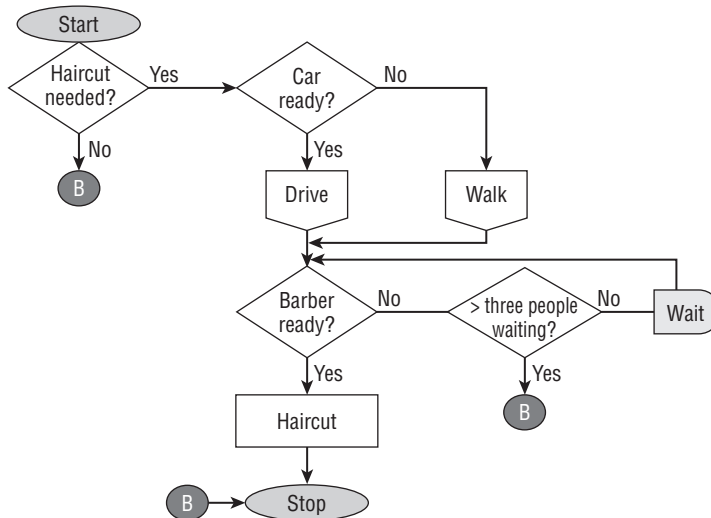 Start
Haircut
needed?
Yes
Car
ready?
No
No
Yes
B
Drive
Walk
Barber
ready?
No
> three people
waiting?
No
Wait
Yes
Yes
Haircut
B
B
Stop